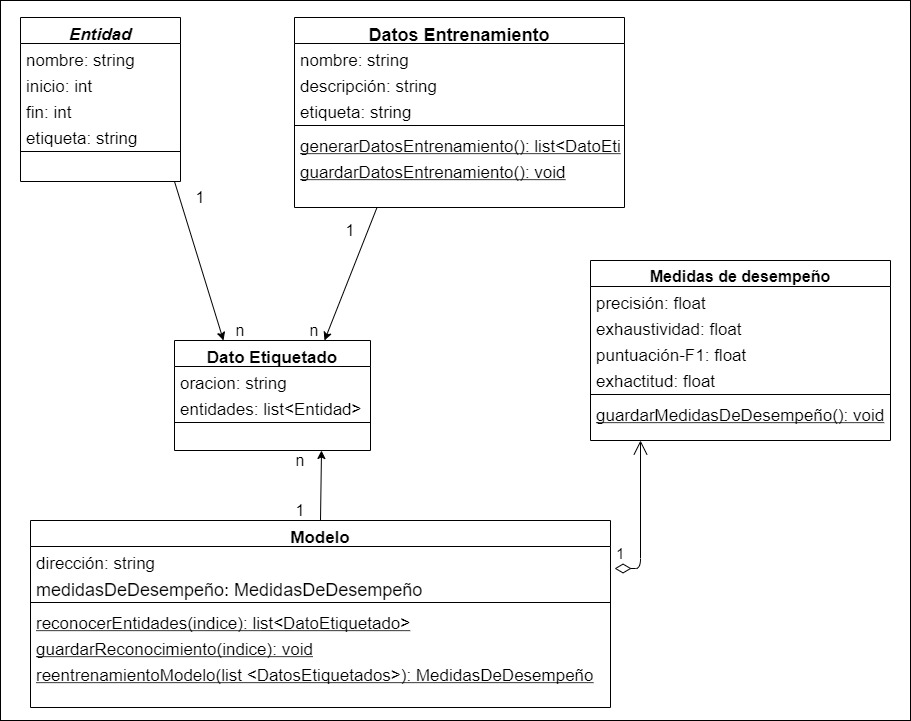 Entidad
nombre: string
inicio: int
fin: int
etiqueta: string
Datos Entrenamiento
nombre: string
descripción: string
etiqueta: string
generarDatosEntrenamiento(): list<DatoEti
guardarDatosEntrenamiento(): void
1
1
n
n
Dato Etiquetado
oracion: string
entidades: list<Entidad>
Medidas de desempeño
precisión: float
exhaustividad: float
puntuación-F1: float
exhactitud: float
guardarMedidasDeDesempeño(): void
n
1
1
Modelo
dirección: string
medidasDeDesempeño: MedidasDeDesempeño
reconocerEntidades(indice): list<DatoEtiquetado>
guardarReconocimiento(indice): void
reentrenamientoModelo(list <DatosEtiquetados>): MedidasDeDesempeño